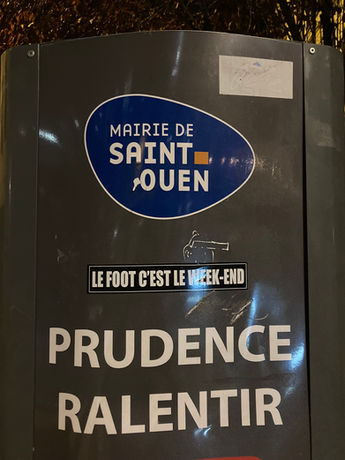 MAIRIE DE
SAINT
OUEN
LE FOOT C'EST LE WEEK-END
PRUDENCE
RALENTIR